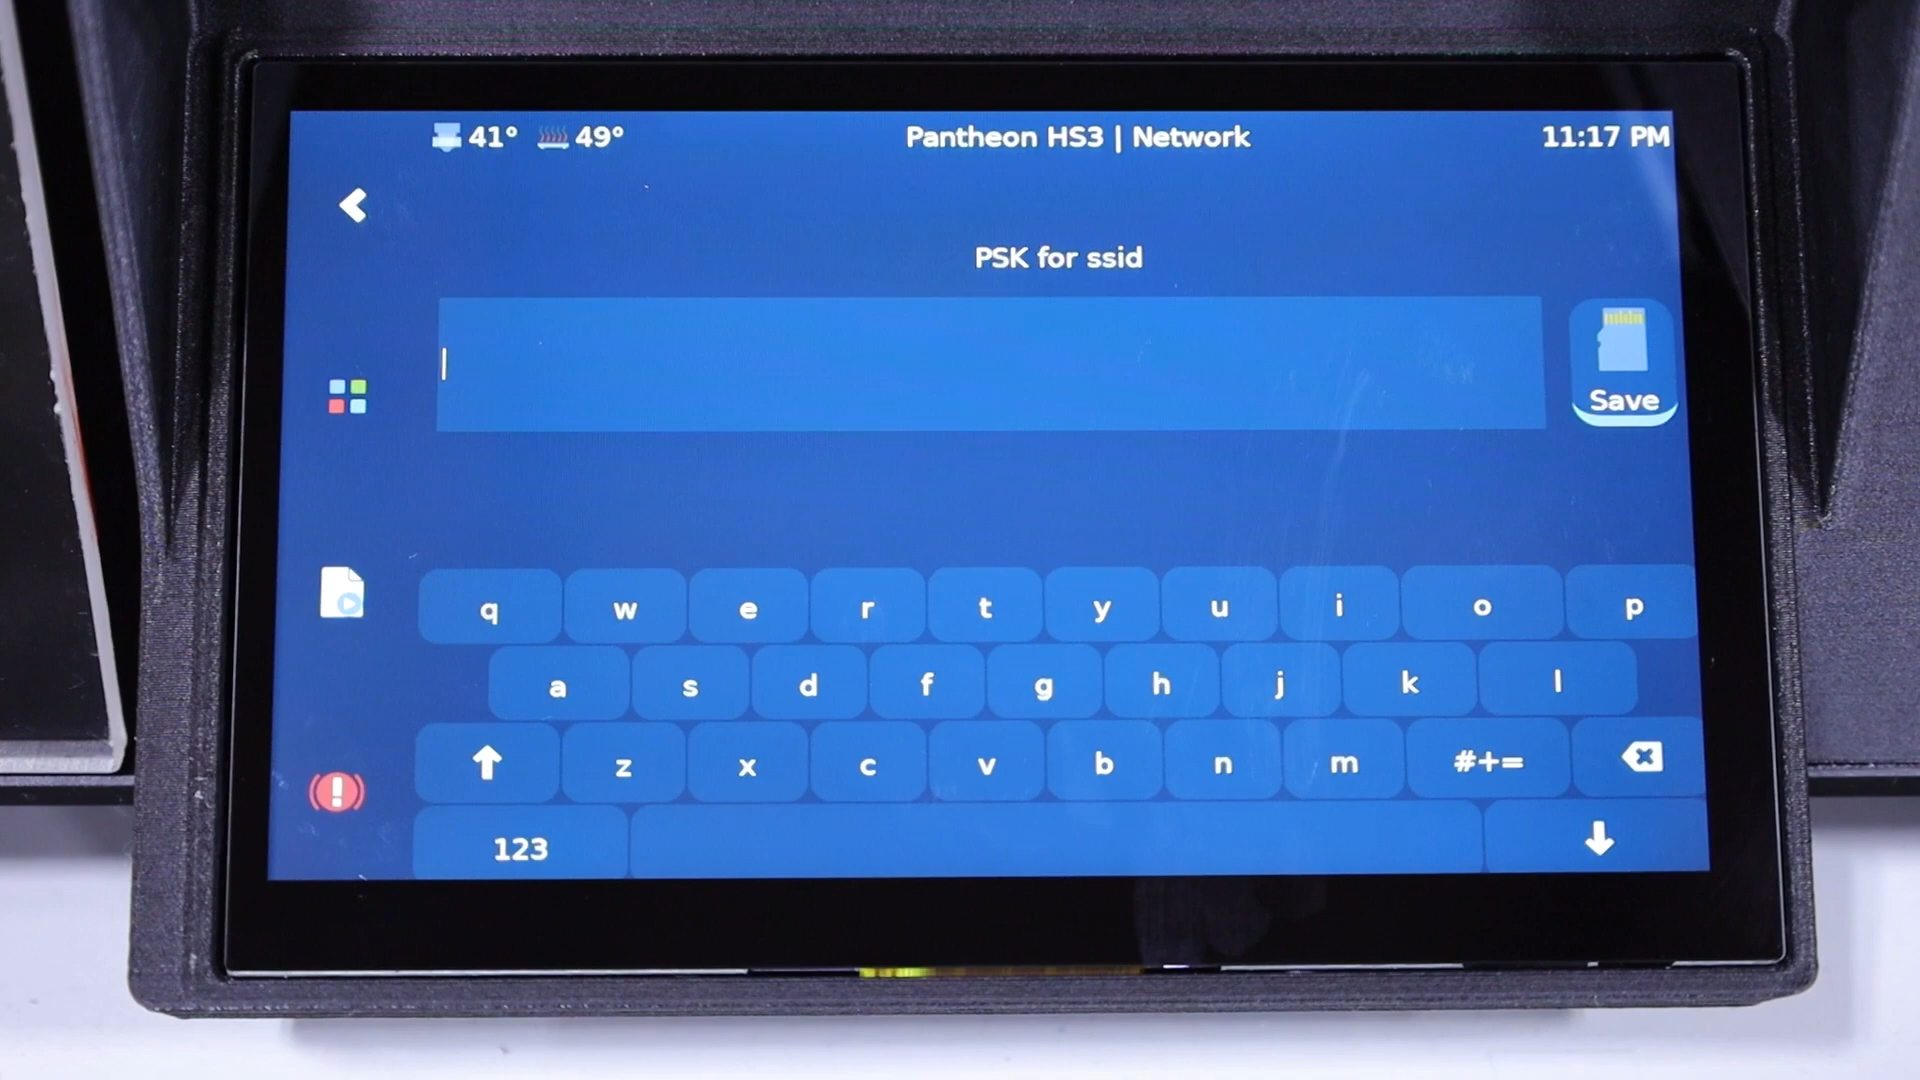 41° 49° Pantheon HS3 | Network 11:17 PM
PSK for ssid
Save
q w e r t y u i o p
a s d f g h j k l
z x c v b n m #+=
123